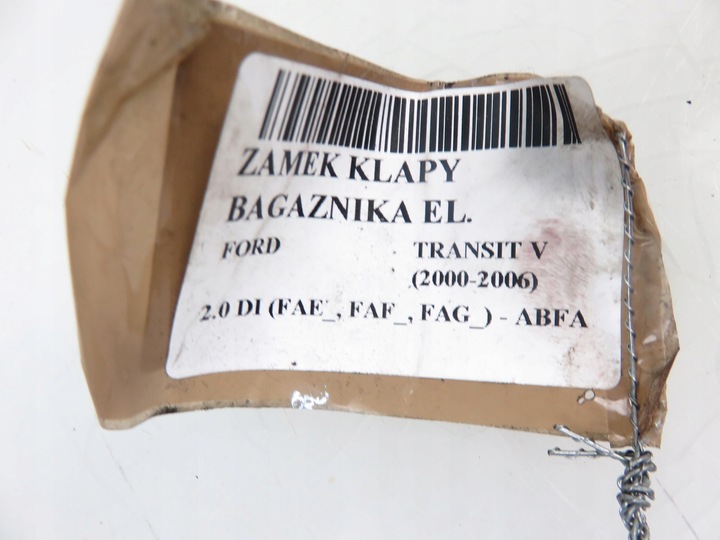 ZAMEK KLAPY
BAGAZNIKA EL.
FORD TRANSIT V
(2000-2006)
2.0 DI (FAE_, FAF_, FAG_) - ABFA